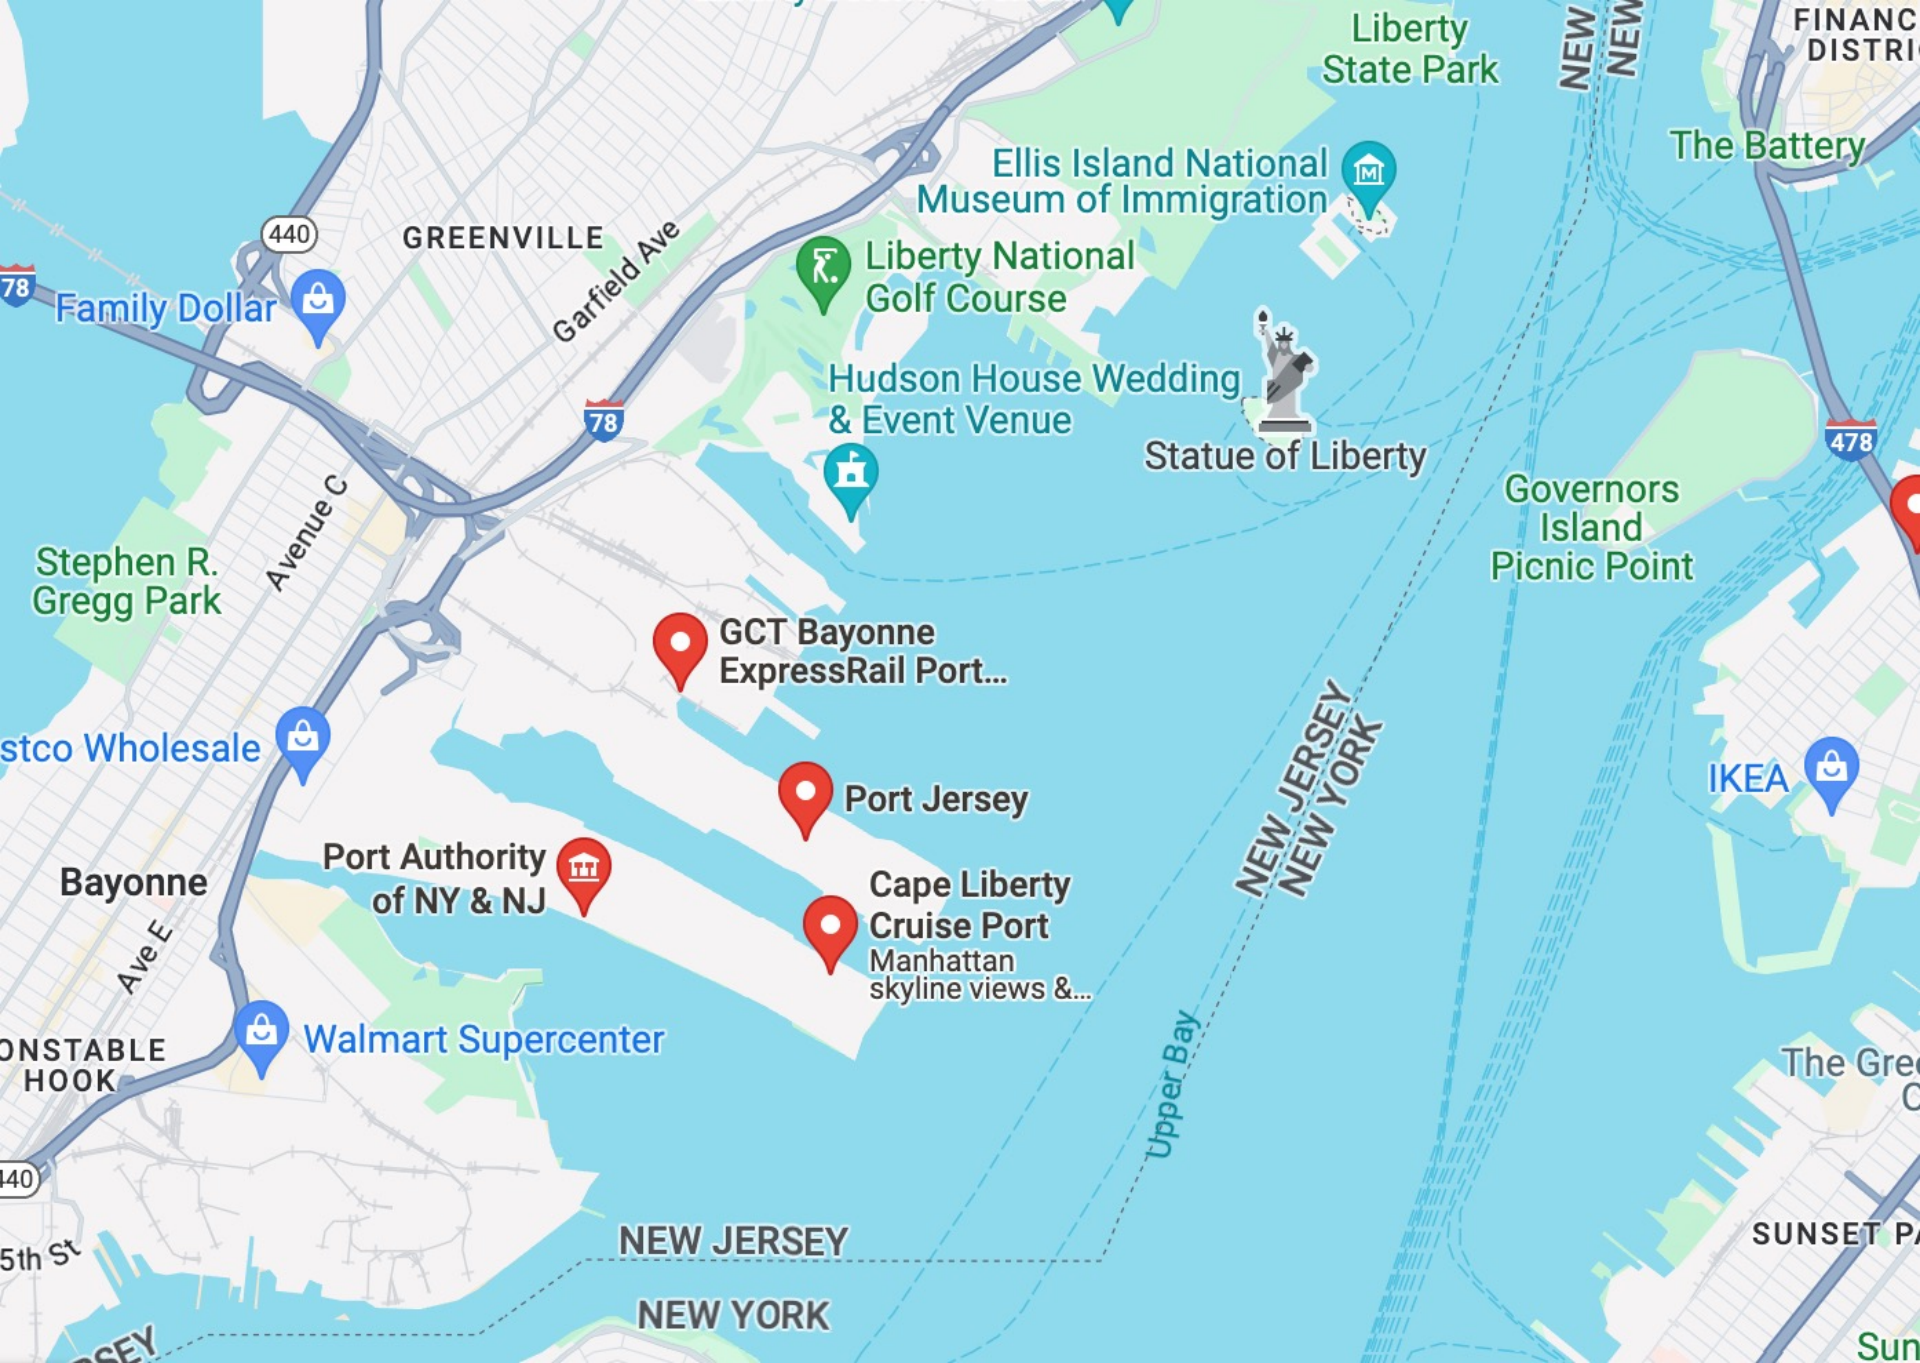 Liberty
State Park
NEW
NEW
FINANC
DISTRI
The Battery
Ellis Island National
Museum of Immigration
440
GREENVILLE
Garfield Ave
Liberty National
Golf Course
78
Family Dollar
Hudson House Wedding
& Event Venue
78
Statue of Liberty
478
Governors
Island
Picnic Point
Avenue C
Stephen R.
Gregg Park
GCT Bayonne
ExpressRail Port...
stco Wholesale
Port Jersey
NEW JERSEY
NEW YORK
IKEA
Port Authority
of NY & NJ
Bayonne
Cape Liberty
Cruise Port
Manhattan
skyline views &...
Ave E
Walmart Supercenter
ONSTABLE
HOOK
Upper Bay
The Gree
C
440
5th St
NEW JERSEY
NEW YORK
SUNSET PA
RSEY
Sun